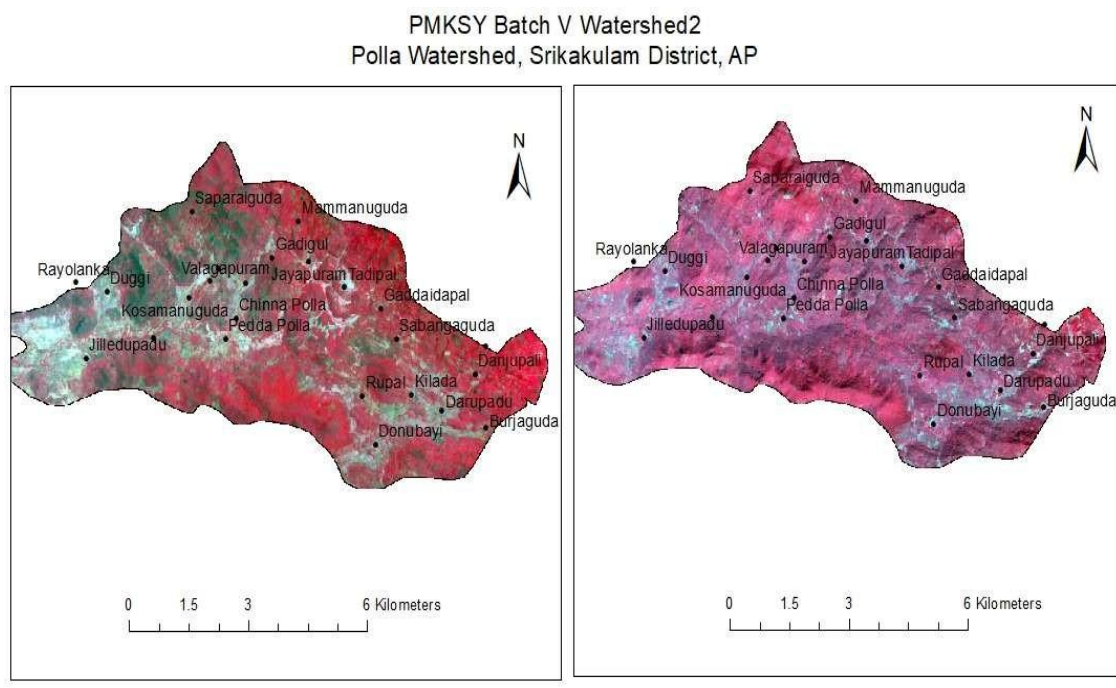 PMKSY Batch V Watershed2
Polla Watershed, Srikakulam District, AP
N
Saparaiguda
Mammanuguda
Gadigul
Rayolanka
Duggi
Valagapuram
Jayapuram
Tadipal
Kosamanuguda
Chinna Polla
Gaddaidapal
Pedda Polla
Sabangaguda
Jilledupadu
Danjupali
Rupal
Kilada
Darupadu
Burjaguda
Donubayi
0 1.5 3 6 Kilometers
N
Saparaiguda
Mammanuguda
Gadigul
Rayolanka
Duggi
Valagapuram
Jayapuram
Tadipal
Kosamanuguda
Chinna Polla
Gaddaidapal
Pedda Polla
Sabangaguda
Jilledupadu
Danjupali
Rupal
Kilada
Darupadu
Burjaguda
Donubayi
0 1.5 3 6 Kilometers